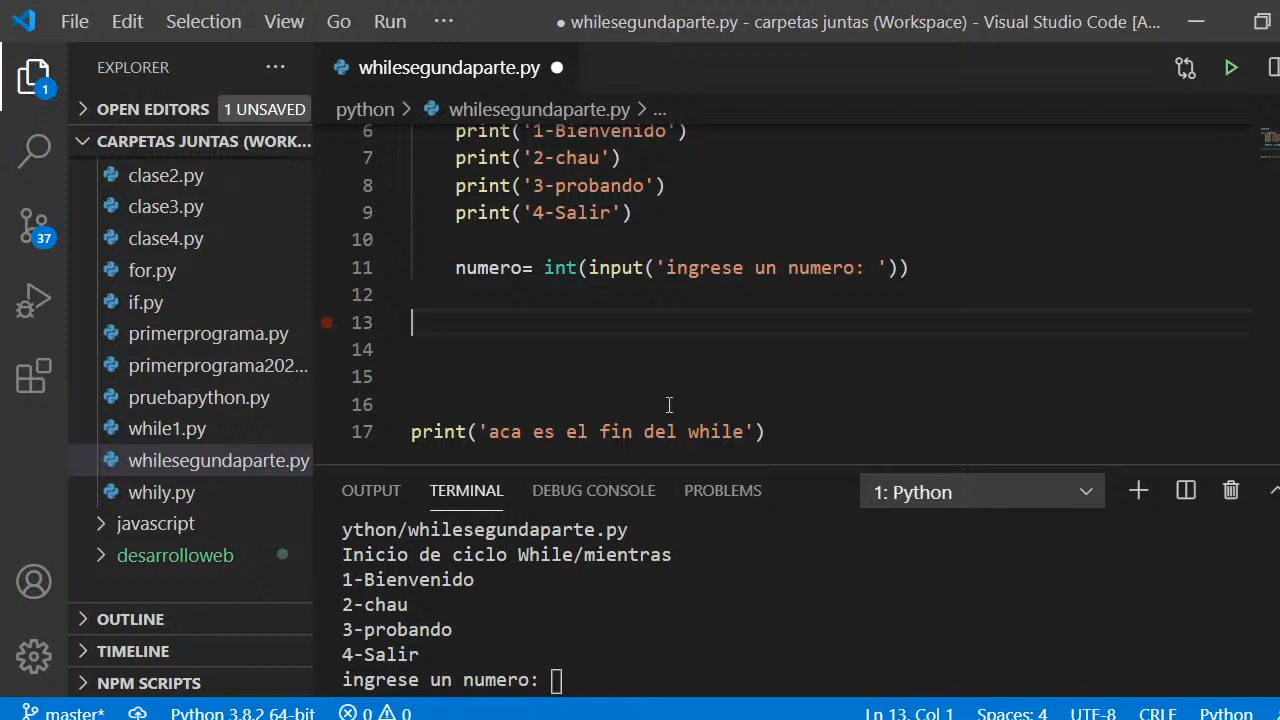 File Edit Selection View Go Run ··· ● whilesegundaparte.py - carpetas juntas (Workspace) - Visual Studio Code [A...
EXPLORER ···
whilesegundaparte.py ●
1
OPEN EDITORS 1 UNSAVED
python > whilesegundaparte.py > ...
CARPETAS JUNTAS (WORK...
clase2.py
clase3.py
clase4.py
for.py
if.py
primerprograma.py
primerprograma202...
pruebapython.py
while1.py
whilesegundaparte.py
whily.py
javascript
desarrolloweb
OUTLINE
TIMELINE
NPM SCRIPTS
37
6 print('1-Bienvenido')
7 print('2-chau')
8 print('3-probando')
9 print('4-Salir')
10
11 numero= int(input('ingrese un numero: '))
12
13
14
15
16
17 print('aca es el fin del while')
OUTPUT TERMINAL DEBUG CONSOLE PROBLEMS 1: Python
ython/whilesegundaparte.py
Inicio de ciclo While/mientras
1-Bienvenido
2-chau
3-probando
4-Salir
ingrese un numero:
master* Python 3.8.2 64-bit 0 0 Ln 13, Col 1 Spaces: 4 UTF-8 CRLF Python